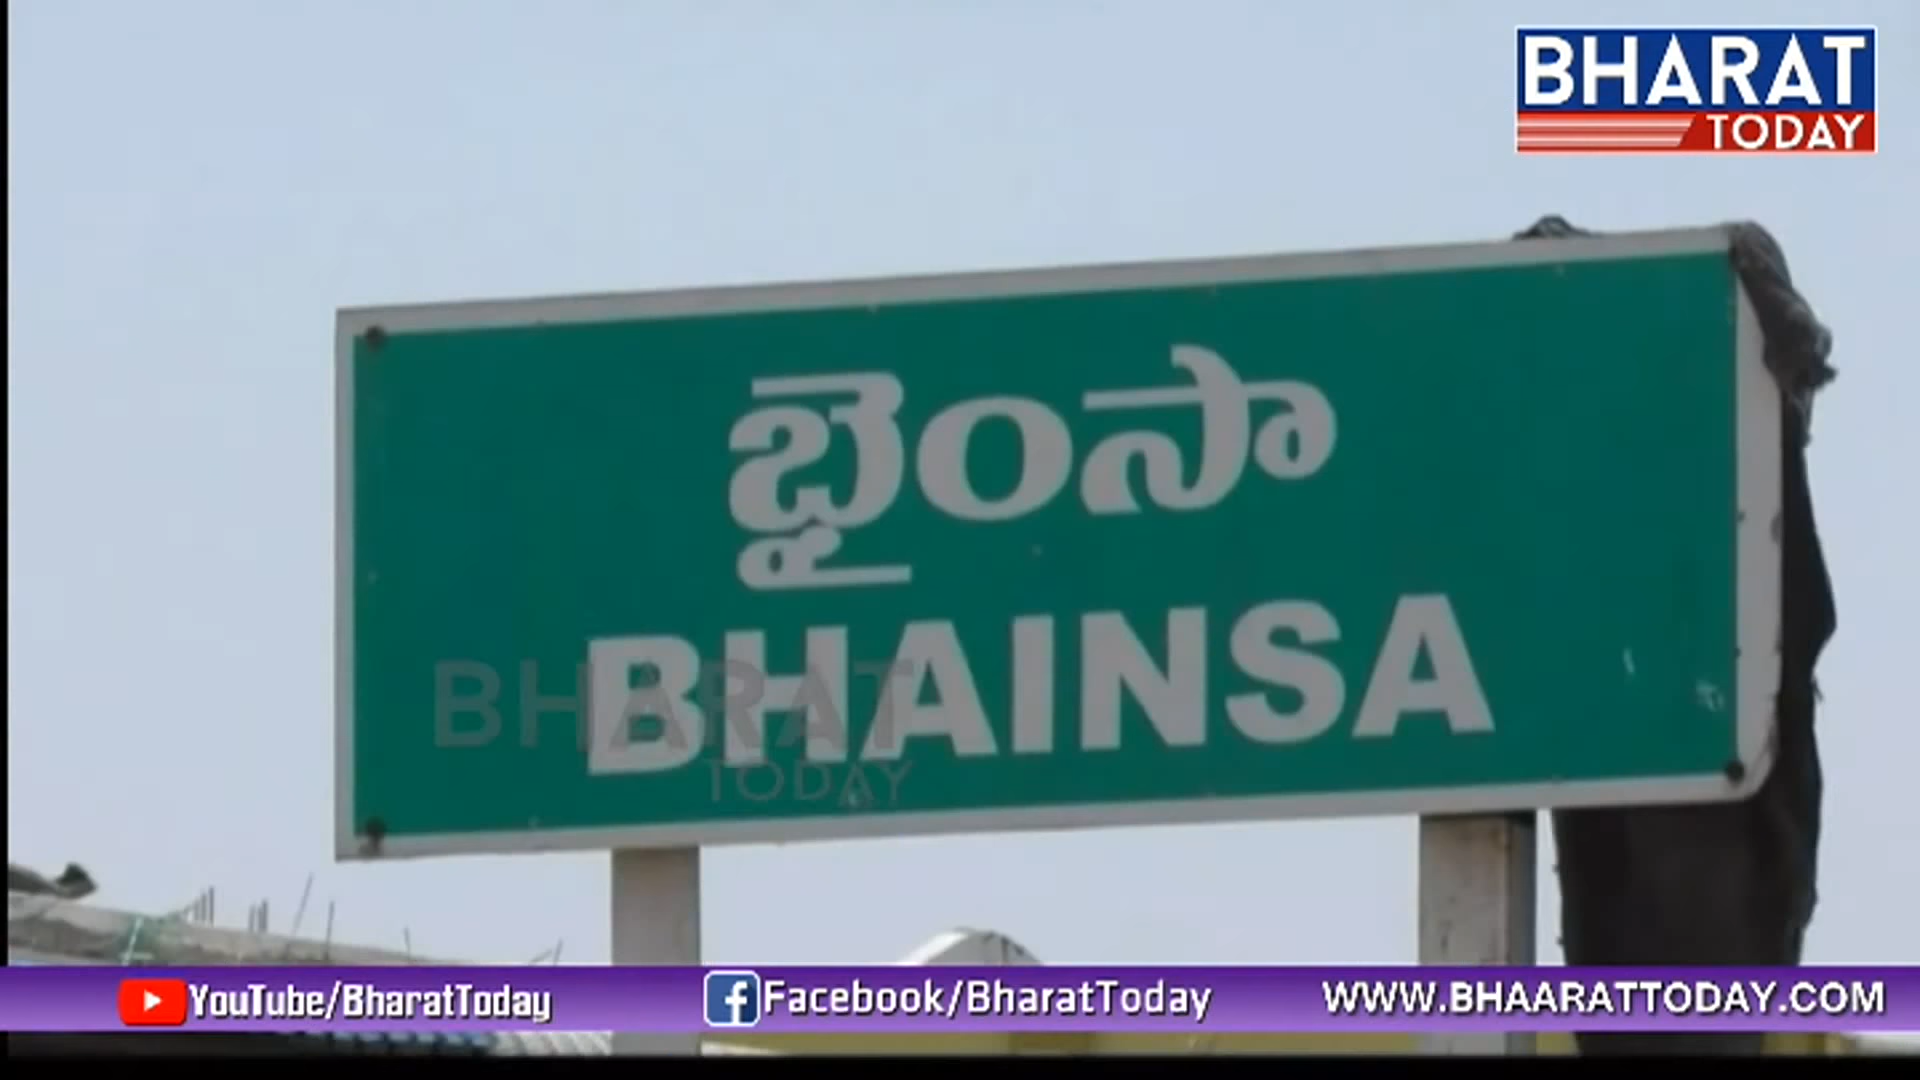 BHARAT
TODAY
భైంసా
BHAINSA
BHARAT
TODAY
YouTube/BharatToday
Facebook/BharatToday
WWW.BHAARATTODAY.COM